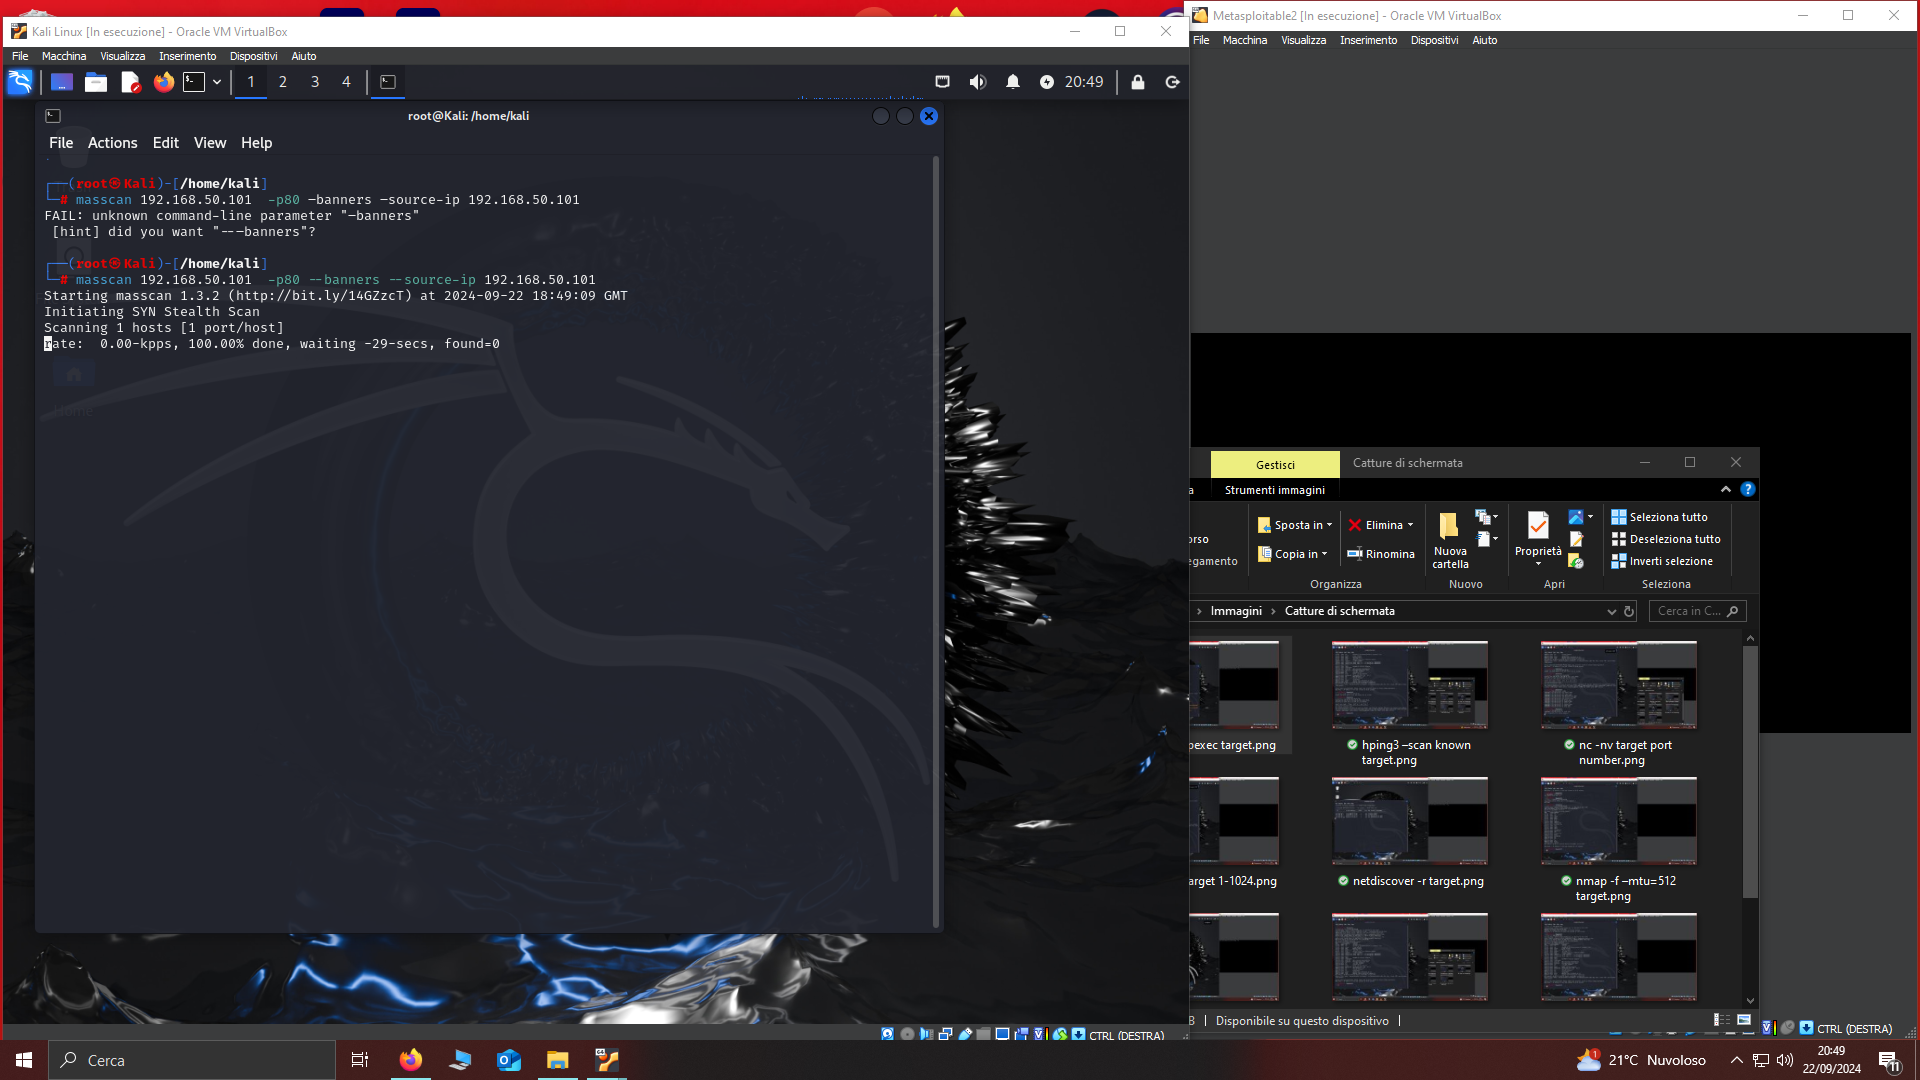 Kali Linux [In esecuzione] - Oracle VM VirtualBox
File Macchina Visualizza Inserimento Dispositivi Aiuto
1 2 3 4 20:49
root@Kali: /home/kali
File Actions Edit View Help
┌──(root㉿Kali)-[/home/kali]
└─# masscan 192.168.50.101  -p80 —banners —source-ip 192.168.50.101
FAIL: unknown command-line parameter "—banners"
 [hint] did you want "--—banners"?
┌──(root㉿Kali)-[/home/kali]
└─# masscan 192.168.50.101  -p80 --banners --source-ip 192.168.50.101
Starting masscan 1.3.2 (http://bit.ly/14GZzcT) at 2024-09-22 18:49:09 GMT
Initiating SYN Stealth Scan
Scanning 1 hosts [1 port/host]
rate:  0.00-kpps, 100.00% done, waiting -29-secs, found=0
Home
CTRL (DESTRA)
Metasploitable2 [In esecuzione] - Oracle VM VirtualBox
File Macchina Visualizza Inserimento Dispositivi Aiuto
Gestisci Catture di schermata
a Strumenti immagini
Sposta in Elimina
Copia in Rinomina
orso
egamento
Nuova cartella
Proprietà
Seleziona tutto
Deseleziona tutto
Inverti selezione
Organizza Nuovo Apri Seleziona
Immagini > Catture di schermata Cerca in C...
pexec target.png
hping3 –scan known target.png
nc -nv target port number.png
arget 1-1024.png
netdiscover -r target.png
nmap -f –mtu=512 target.png
B Disponibile su questo dispositivo
CTRL (DESTRA)
Cerca
21°C Nuvoloso
20:49
22/09/2024
11